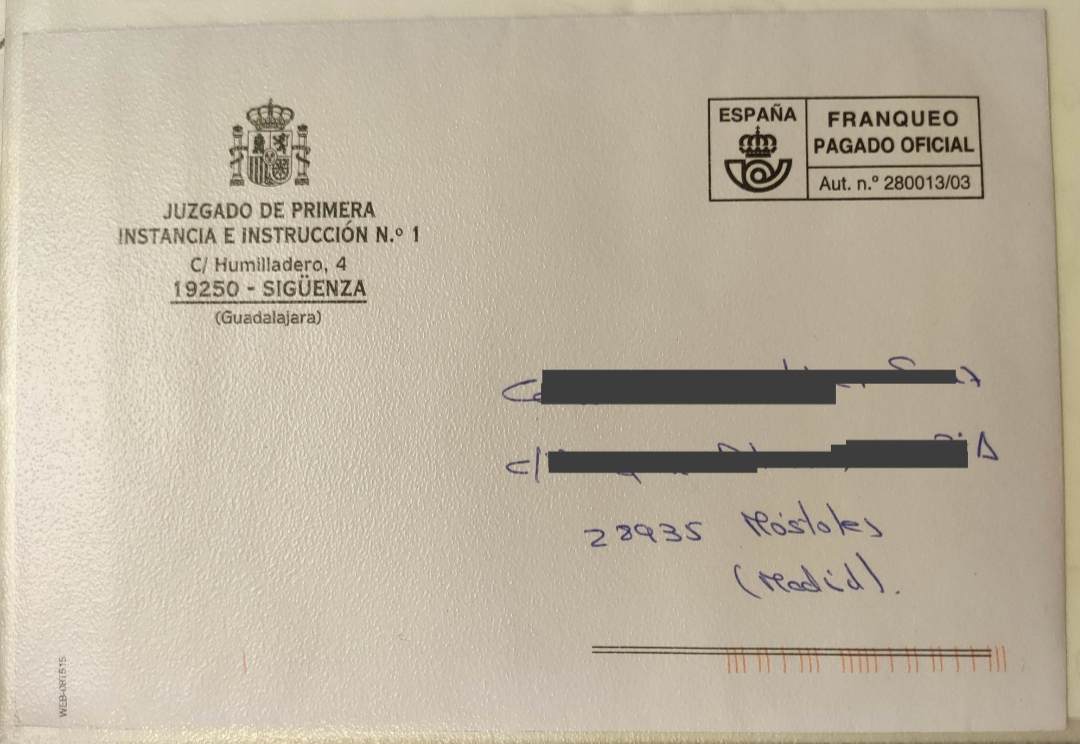 JUZGADO DE PRIMERA
INSTANCIA E INSTRUCCIÓN N.º 1
C/ Humilladero, 4
19250 - SIGÜENZA
(Guadalajara)
ESPAÑA
FRANQUEO
PAGADO OFICIAL
Aut. n.º 280013/03
C/
28935 Móstoles
(Madrid).
WEB-087515